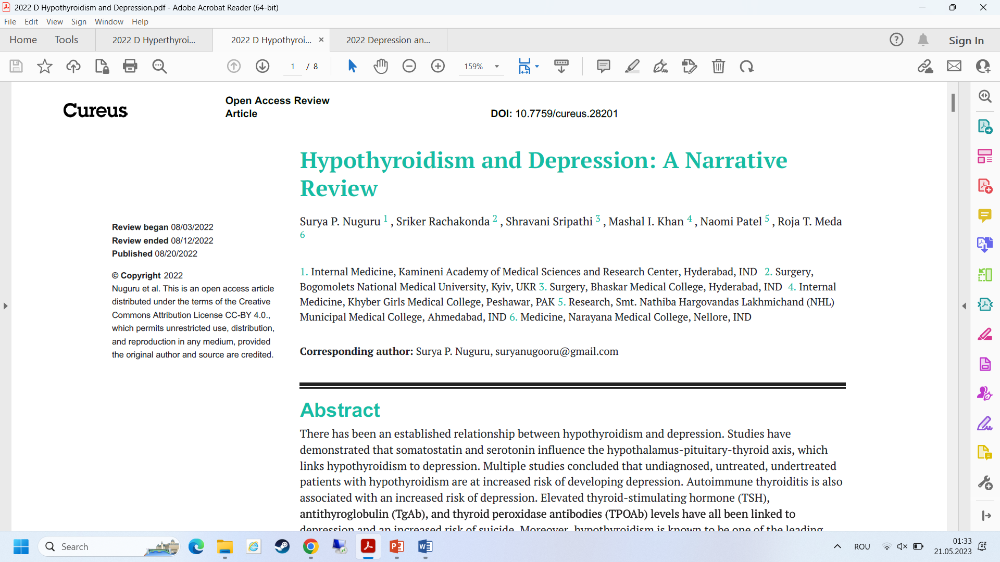 2022 D Hypothyroidism and Depression.pdf - Adobe Acrobat Reader (64-bit)
File Edit View Sign Window Help
Home Tools 2022 D Hyperthyroi... 2022 D Hypothyroi... × 2022 Depression an... Sign In
1 / 8 159%
Cureus
Open Access Review
Article
DOI: 10.7759/cureus.28201
Hypothyroidism and Depression: A Narrative
Review
Surya P. Nuguru 1 , Sriker Rachakonda 2 , Shravani Sripathi 3 , Mashal I. Khan 4 , Naomi Patel 5 , Roja T. Meda
6
Review began 08/03/2022
Review ended 08/12/2022
Published 08/20/2022
© Copyright 2022
Nuguru et al. This is an open access article
distributed under the terms of the Creative
Commons Attribution License CC-BY 4.0.,
which permits unrestricted use, distribution,
and reproduction in any medium, provided
the original author and source are credited.
1. Internal Medicine, Kamineni Academy of Medical Sciences and Research Center, Hyderabad, IND 2. Surgery,
Bogomolets National Medical University, Kyiv, UKR 3. Surgery, Bhaskar Medical College, Hyderabad, IND 4. Internal
Medicine, Khyber Girls Medical College, Peshawar, PAK 5. Research, Smt. Nathiba Hargovandas Lakhmichand (NHL)
Municipal Medical College, Ahmedabad, IND 6. Medicine, Narayana Medical College, Nellore, IND
Corresponding author: Surya P. Nuguru, suryanugooru@gmail.com
Abstract
There has been an established relationship between hypothyroidism and depression. Studies have
demonstrated that somatostatin and serotonin influence the hypothalamus-pituitary-thyroid axis, which
links hypothyroidism to depression. Multiple studies concluded that undiagnosed, untreated, undertreated
patients with hypothyroidism are at increased risk of developing depression. Autoimmune thyroiditis is also
associated with an increased risk of depression. Elevated thyroid-stimulating hormone (TSH),
antithyroglobulin (TgAb), and thyroid peroxidase antibodies (TPOAb) levels have all been linked to
depression and an increased risk of suicide. Moreover, hypothyroidism is known to be one of the leading
Search
ROU
01:33
21.05.2023